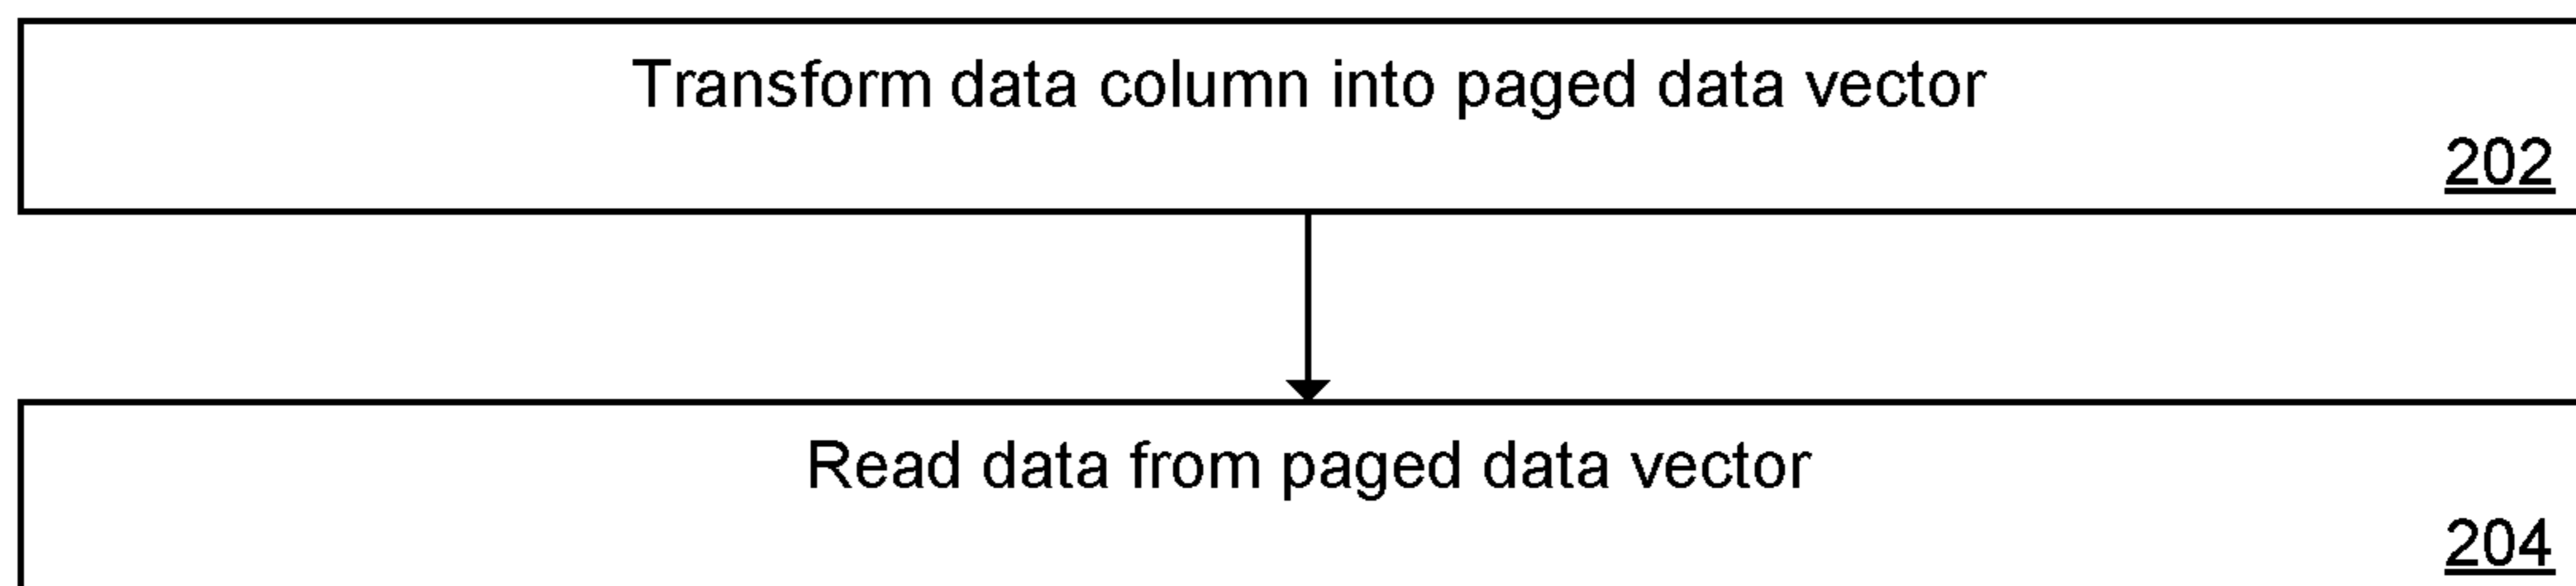 Transform data column into paged data vector
202
Read data from paged data vector
204